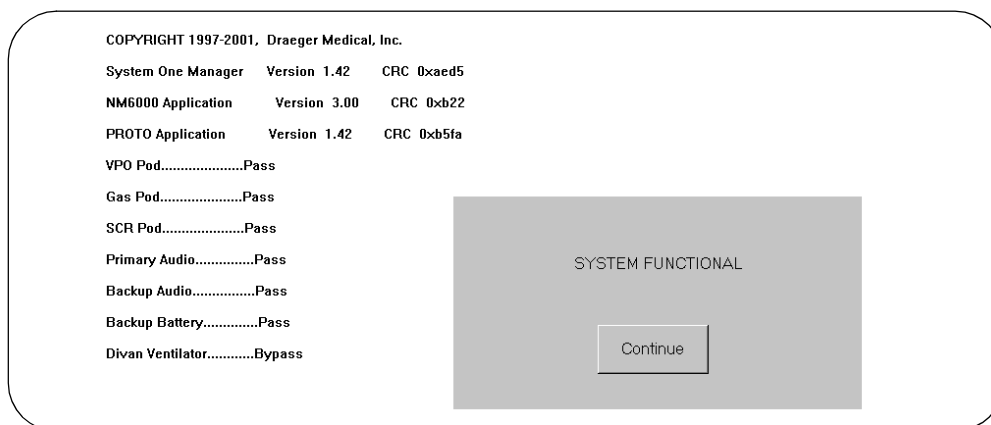 COPYRIGHT 1997-2001, Draeger Medical, Inc.
System One Manager Version 1.42 CRC 0xaed5
NM6000 Application Version 3.00 CRC 0xb22
PROTO Application Version 1.42 CRC 0xb5fa
VPO Pod.....................Pass
Gas Pod.....................Pass
SCR Pod.....................Pass
Primary Audio...............Pass
Backup Audio................Pass
Backup Battery..............Pass
Divan Ventilator............Bypass
SYSTEM FUNCTIONAL
Continue